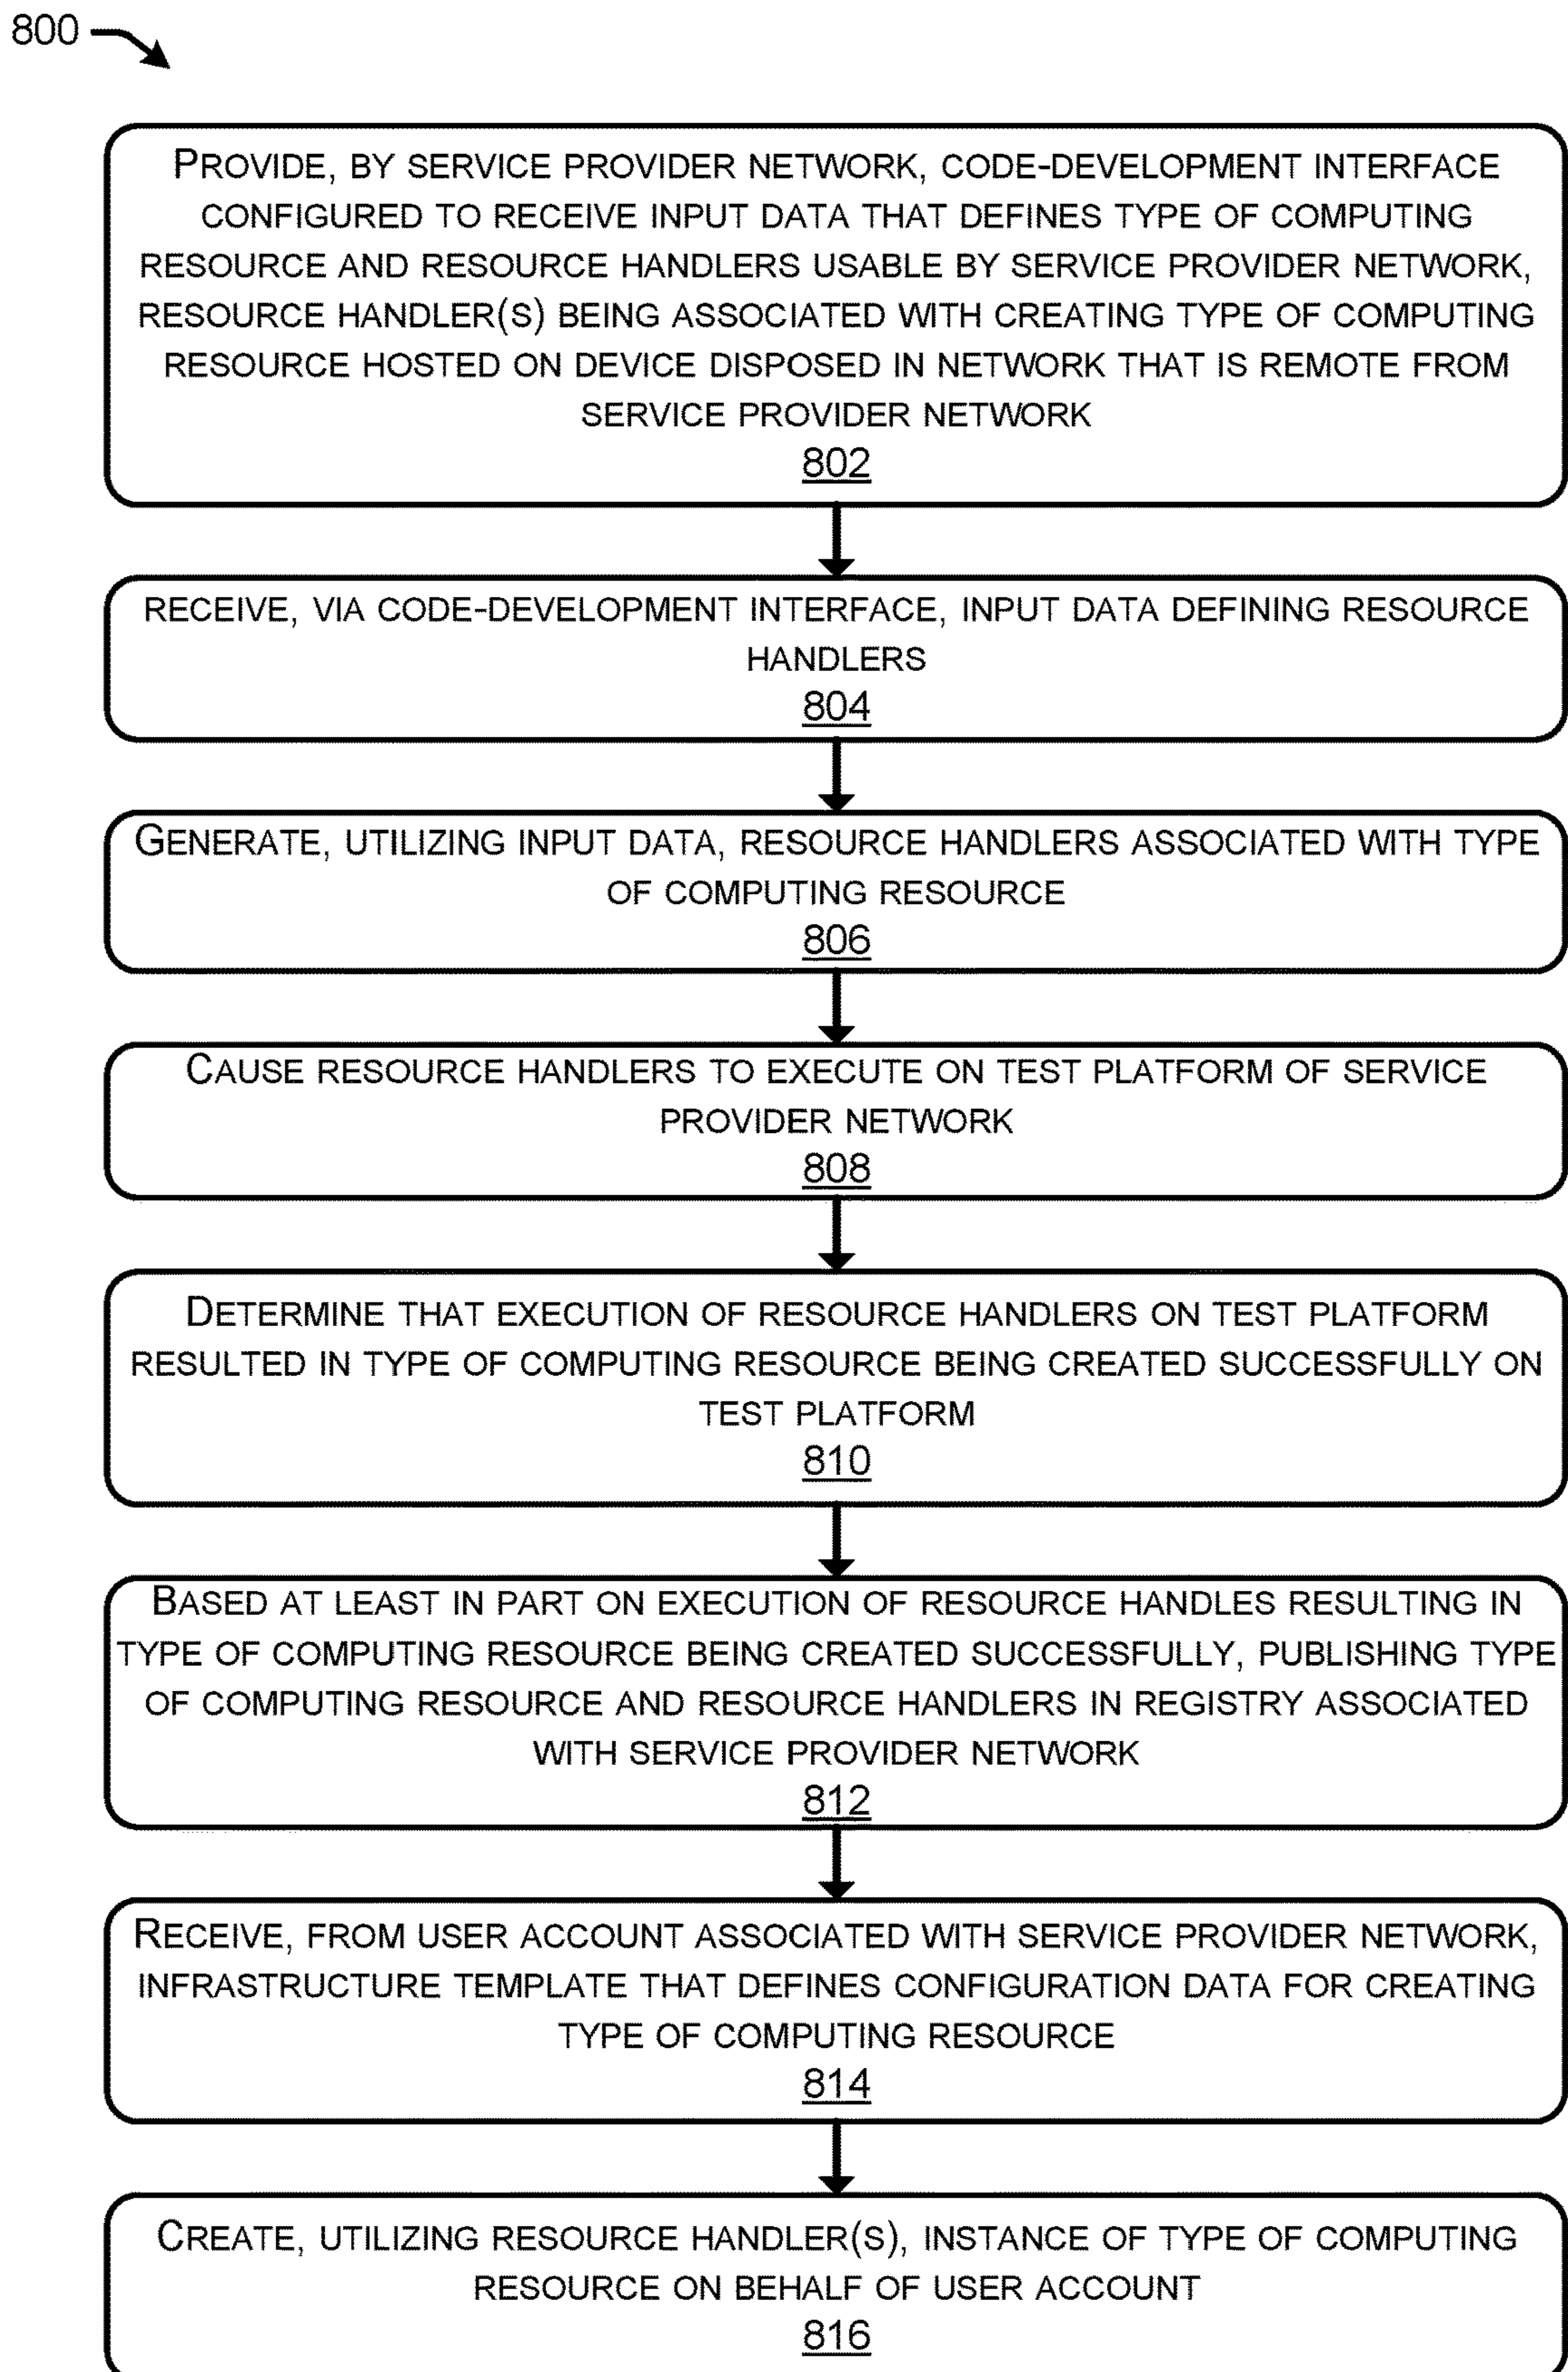 800
PROVIDE, BY SERVICE PROVIDER NETWORK, CODE-DEVELOPMENT INTERFACE
CONFIGURED TO RECEIVE INPUT DATA THAT DEFINES TYPE OF COMPUTING
RESOURCE AND RESOURCE HANDLERS USABLE BY SERVICE PROVIDER NETWORK,
RESOURCE HANDLER(S) BEING ASSOCIATED WITH CREATING TYPE OF COMPUTING
RESOURCE HOSTED ON DEVICE DISPOSED IN NETWORK THAT IS REMOTE FROM
SERVICE PROVIDER NETWORK
802
RECEIVE, VIA CODE-DEVELOPMENT INTERFACE, INPUT DATA DEFINING RESOURCE
HANDLERS
804
GENERATE, UTILIZING INPUT DATA, RESOURCE HANDLERS ASSOCIATED WITH TYPE
OF COMPUTING RESOURCE
806
CAUSE RESOURCE HANDLERS TO EXECUTE ON TEST PLATFORM OF SERVICE
PROVIDER NETWORK
808
DETERMINE THAT EXECUTION OF RESOURCE HANDLERS ON TEST PLATFORM
RESULTED IN TYPE OF COMPUTING RESOURCE BEING CREATED SUCCESSFULLY ON
TEST PLATFORM
810
BASED AT LEAST IN PART ON EXECUTION OF RESOURCE HANDLES RESULTING IN
TYPE OF COMPUTING RESOURCE BEING CREATED SUCCESSFULLY, PUBLISHING TYPE
OF COMPUTING RESOURCE AND RESOURCE HANDLERS IN REGISTRY ASSOCIATED
WITH SERVICE PROVIDER NETWORK
812
RECEIVE, FROM USER ACCOUNT ASSOCIATED WITH SERVICE PROVIDER NETWORK,
INFRASTRUCTURE TEMPLATE THAT DEFINES CONFIGURATION DATA FOR CREATING
TYPE OF COMPUTING RESOURCE
814
CREATE, UTILIZING RESOURCE HANDLER(S), INSTANCE OF TYPE OF COMPUTING
RESOURCE ON BEHALF OF USER ACCOUNT
816